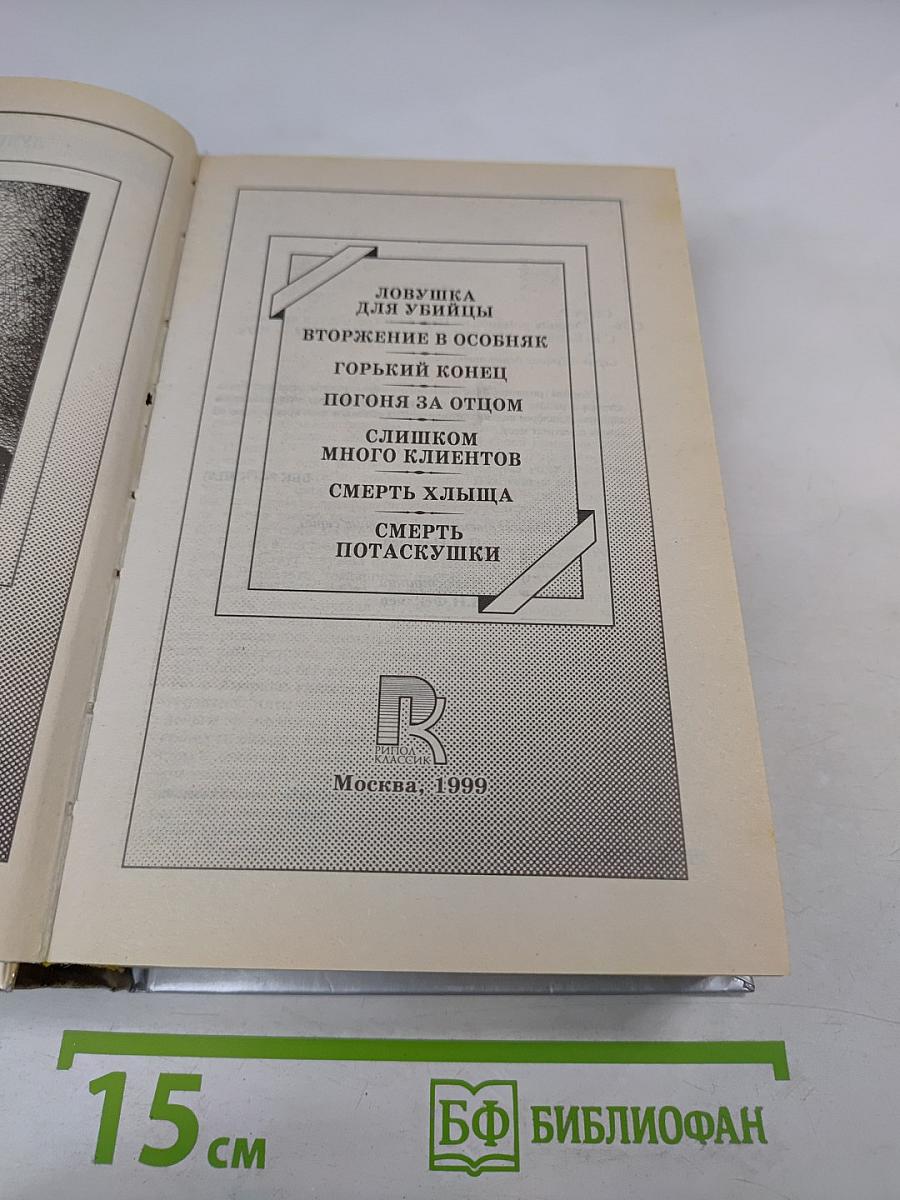 ЛОВУШКА
ДЛЯ УБИЙЦЫ
ВТОРЖЕНИЕ В ОСОБНЯК
ГОРЬКИЙ КОНЕЦ
ПОГОНЯ ЗА ОТЦОМ
СЛИШКОМ
МНОГО КЛИЕНТОВ
СМЕРТЬ ХЛЫЩА
СМЕРТЬ
ПОТАСКУШКИ
РИПОЛ
КЛАССИК
Москва, 1999
15 см
БФ БИБЛИОФАН